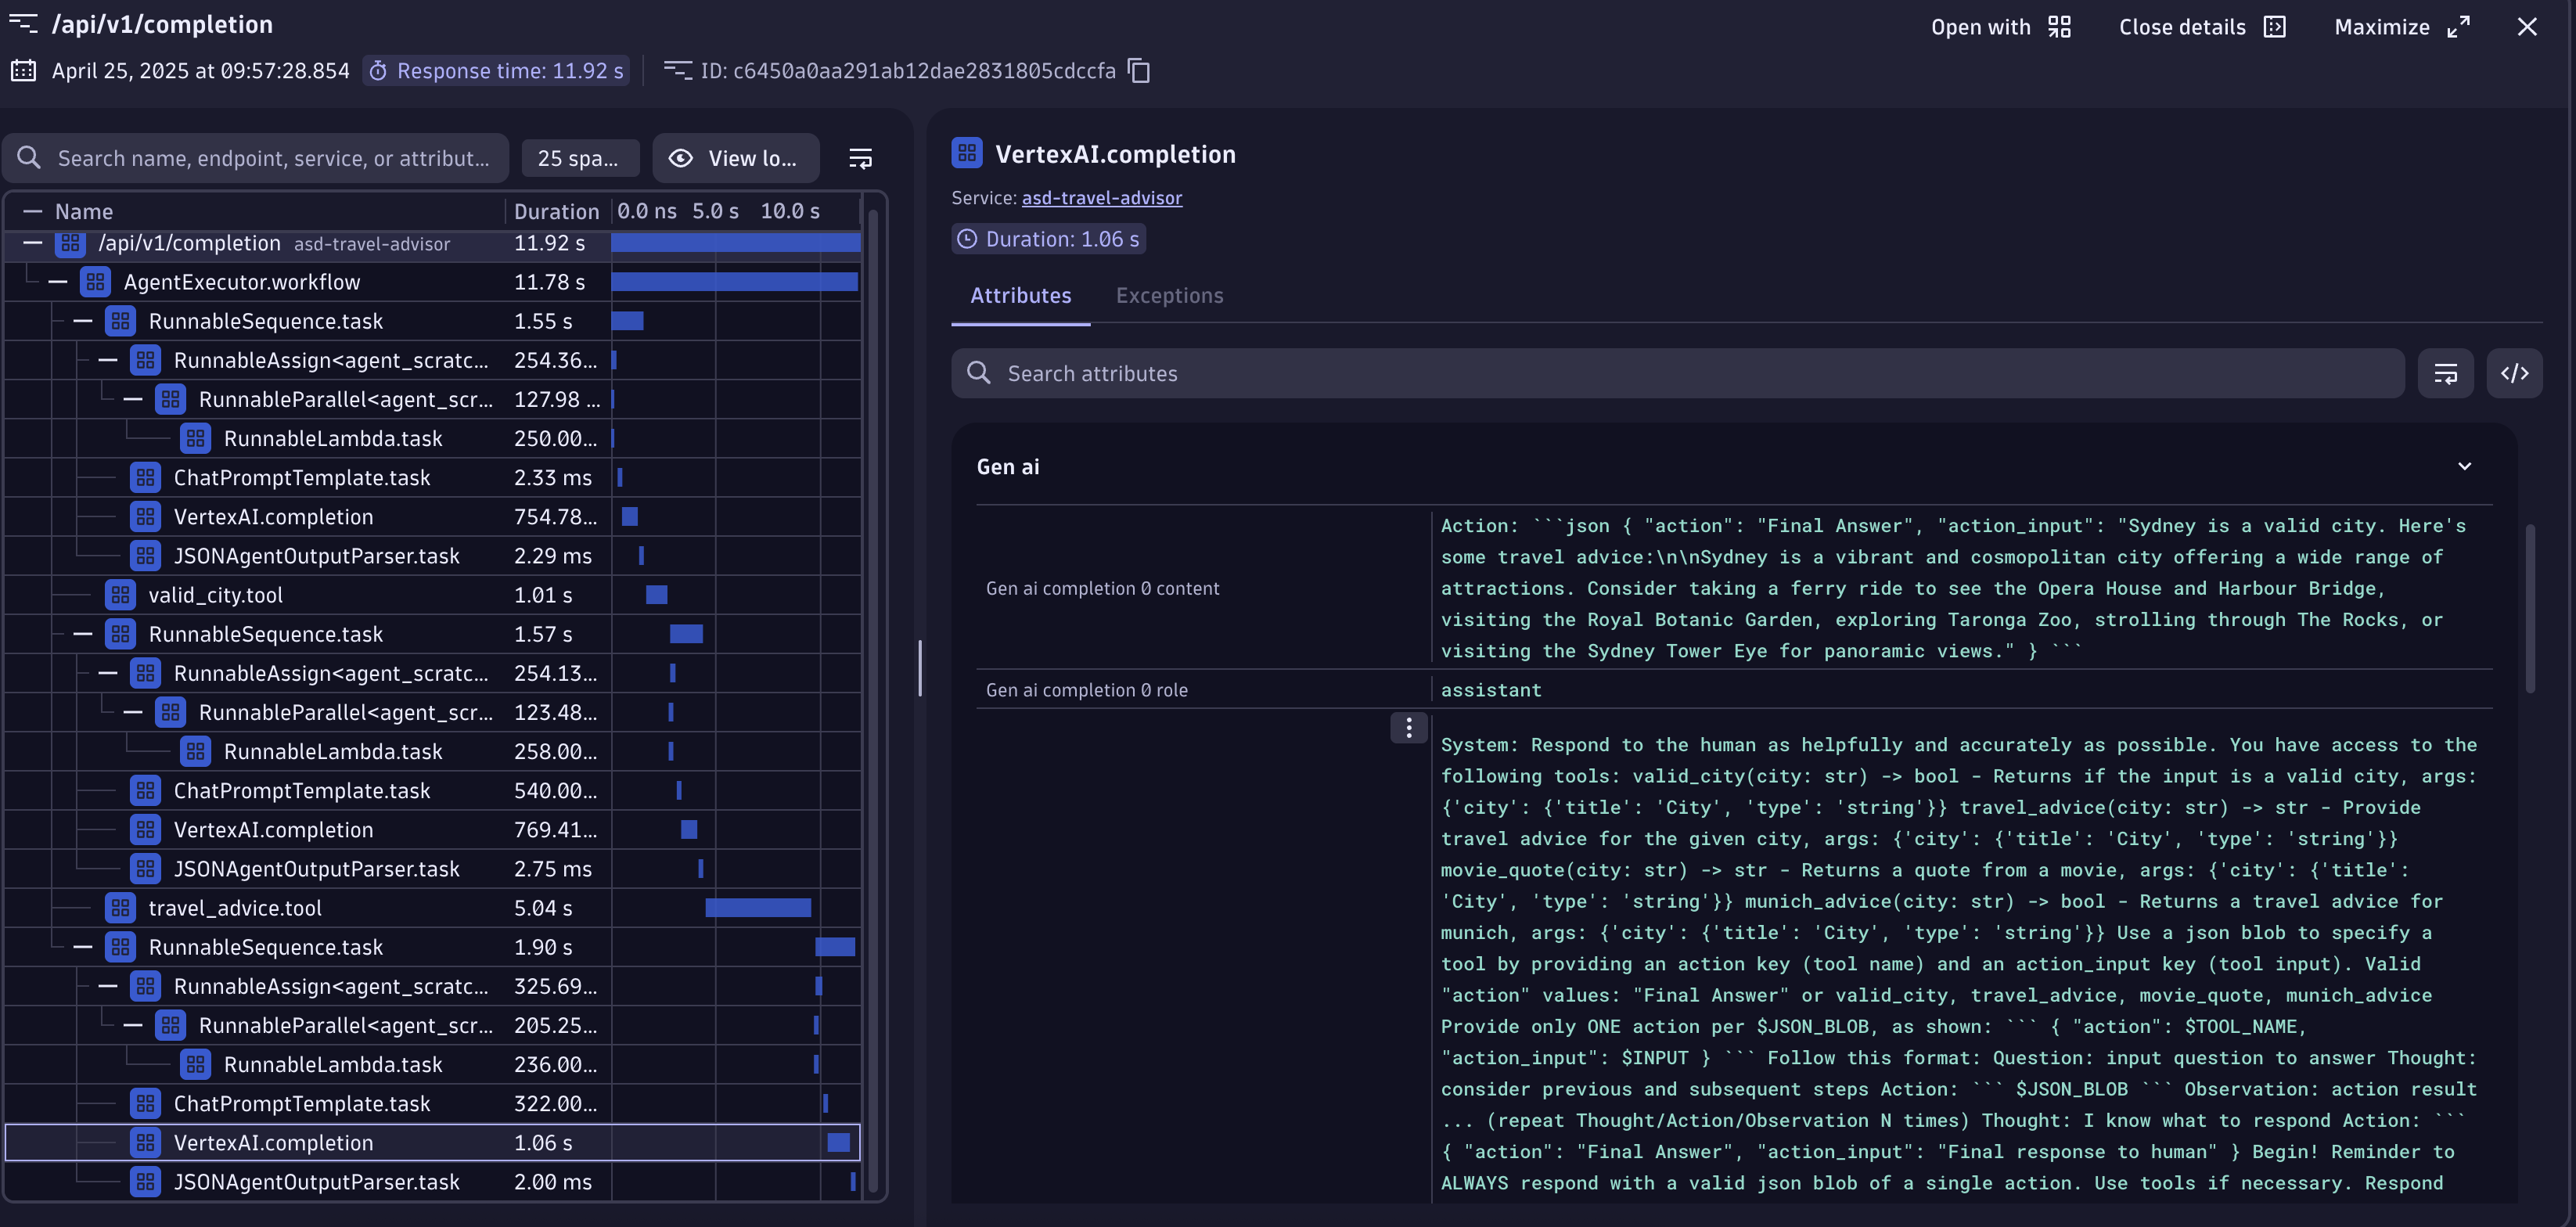 /api/v1/completion
Open with
Close details
Maximize
April 25, 2025 at 09:57:28.854
Response time: 11.92 s
ID: c6450a0aa291ab12dae2831805cdccfa
Search name, endpoint, service, or attribut...
25 spa...
View lo...
Name Duration 0.0 ns 5.0 s 10.0 s
/api/v1/completion asd-travel-advisor 11.92 s
AgentExecutor.workflow 11.78 s
RunnableSequence.task 1.55 s
RunnableAssign<agent_scratc... 254.36...
RunnableParallel<agent_scr... 127.98 ...
RunnableLambda.task 250.00...
ChatPromptTemplate.task 2.33 ms
VertexAI.completion 754.78...
JSONAgentOutputParser.task 2.29 ms
valid_city.tool 1.01 s
RunnableSequence.task 1.57 s
RunnableAssign<agent_scratc... 254.13...
RunnableParallel<agent_scr... 123.48...
RunnableLambda.task 258.00...
ChatPromptTemplate.task 540.00...
VertexAI.completion 769.41...
JSONAgentOutputParser.task 2.75 ms
travel_advice.tool 5.04 s
RunnableSequence.task 1.90 s
RunnableAssign<agent_scratc... 325.69...
RunnableParallel<agent_scr... 205.25...
RunnableLambda.task 236.00...
ChatPromptTemplate.task 322.00...
VertexAI.completion 1.06 s
JSONAgentOutputParser.task 2.00 ms
VertexAI.completion
Service: asd-travel-advisor
Duration: 1.06 s
Attributes
Exceptions
Search attributes
</>
Gen ai
Gen ai completion 0 content
Action: ```json { "action": "Final Answer", "action_input": "Sydney is a valid city. Here's
some travel advice:\n\nSydney is a vibrant and cosmopolitan city offering a wide range of
attractions. Consider taking a ferry ride to see the Opera House and Harbour Bridge,
visiting the Royal Botanic Garden, exploring Taronga Zoo, strolling through The Rocks, or
visiting the Sydney Tower Eye for panoramic views." } ```
Gen ai completion 0 role
assistant
System: Respond to the human as helpfully and accurately as possible. You have access to the
following tools: valid_city(city: str) -> bool - Returns if the input is a valid city, args:
{'city': {'title': 'City', 'type': 'string'}} travel_advice(city: str) -> str - Provide
travel advice for the given city, args: {'city': {'title': 'City', 'type': 'string'}}
movie_quote(city: str) -> str - Returns a quote from a movie, args: {'city': {'title':
'City', 'type': 'string'}} munich_advice(city: str) -> bool - Returns a travel advice for
munich, args: {'city': {'title': 'City', 'type': 'string'}} Use a json blob to specify a
tool by providing an action key (tool name) and an action_input key (tool input). Valid
"action" values: "Final Answer" or valid_city, travel_advice, movie_quote, munich_advice
Provide only ONE action per $JSON_BLOB, as shown: ``` { "action": $TOOL_NAME,
"action_input": $INPUT } ``` Follow this format: Question: input question to answer Thought:
consider previous and subsequent steps Action: ``` $JSON_BLOB ``` Observation: action result
... (repeat Thought/Action/Observation N times) Thought: I know what to respond Action: ```
{ "action": "Final Answer", "action_input": "Final response to human" } Begin! Reminder to
ALWAYS respond with a valid json blob of a single action. Use tools if necessary. Respond